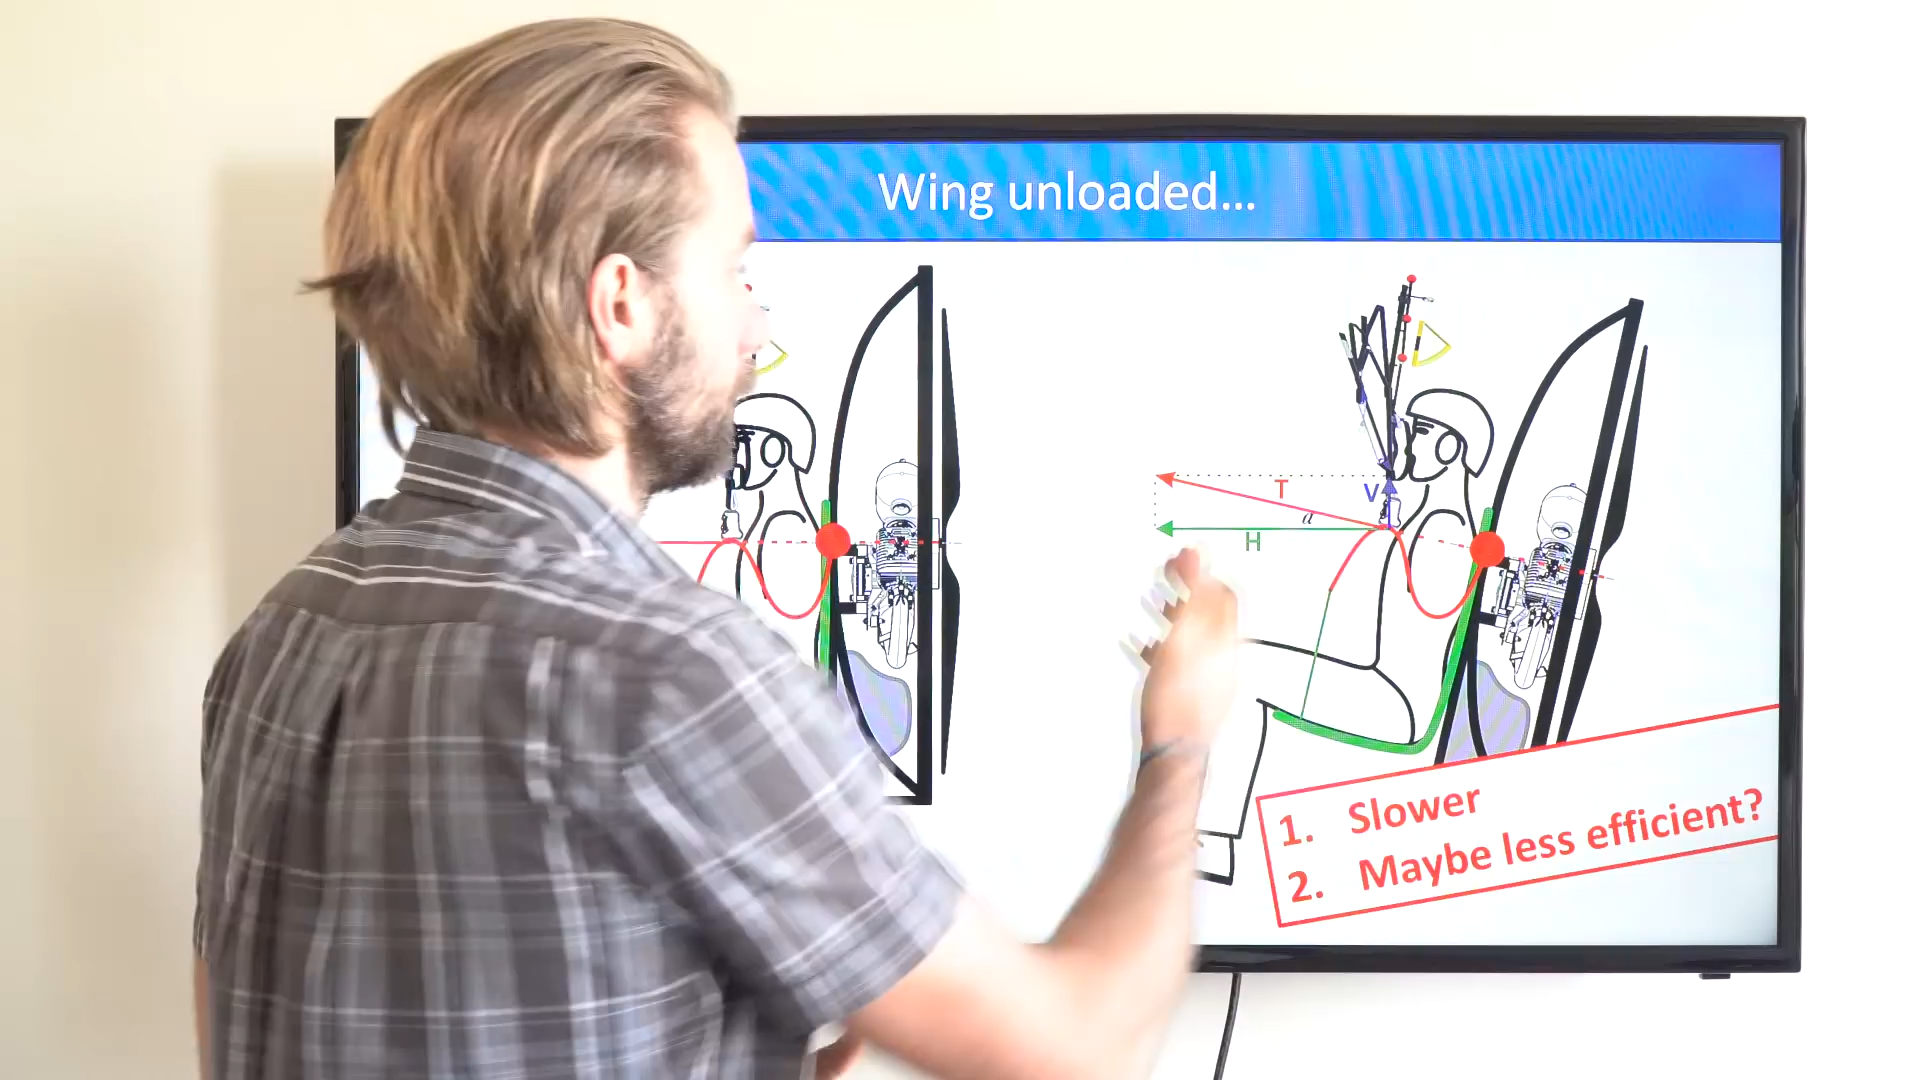 Wing unloaded...
T
V
a
H
1. Slower
2. Maybe less efficient?